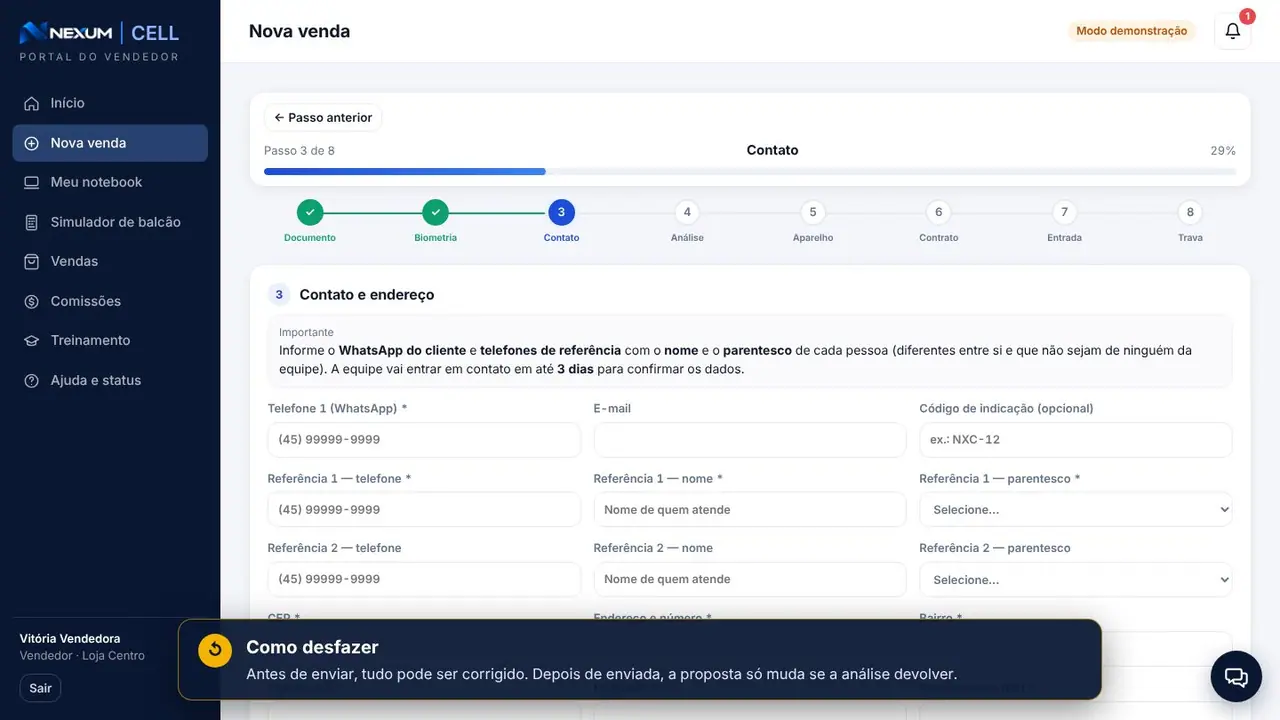 NEXUM | CELL
PORTAL DO VENDEDOR
Início
Nova venda
Meu notebook
Simulador de balcão
Vendas
Comissões
Treinamento
Ajuda e status
Vitória Vendedora
Vendedor · Loja Centro
Sair
Nova venda
Modo demonstração
1
← Passo anterior
Passo 3 de 8
Contato
29%
3
4
5
6
7
8
Documento
Biometria
Contato
Análise
Aparelho
Contrato
Entrada
Trava
3 Contato e endereço
Importante
Informe o WhatsApp do cliente e telefones de referência com o nome e o parentesco de cada pessoa (diferentes entre si e que não sejam de ninguém da
equipe). A equipe vai entrar em contato em até 3 dias para confirmar os dados.
Telefone 1 (WhatsApp) *
E-mail
Código de indicação (opcional)
(45) 99999-9999
ex.: NXC-12
Referência 1 — telefone *
Referência 1 — nome *
Referência 1 — parentesco *
(45) 99999-9999
Nome de quem atende
Selecione...
Referência 2 — telefone
Referência 2 — nome
Referência 2 — parentesco
(45) 99999-9999
Nome de quem atende
Selecione...
CEP *
Endereço e número *
Bairro *
Como desfazer
Antes de enviar, tudo pode ser corrigido. Depois de enviada, a proposta só muda se a análise devolver.